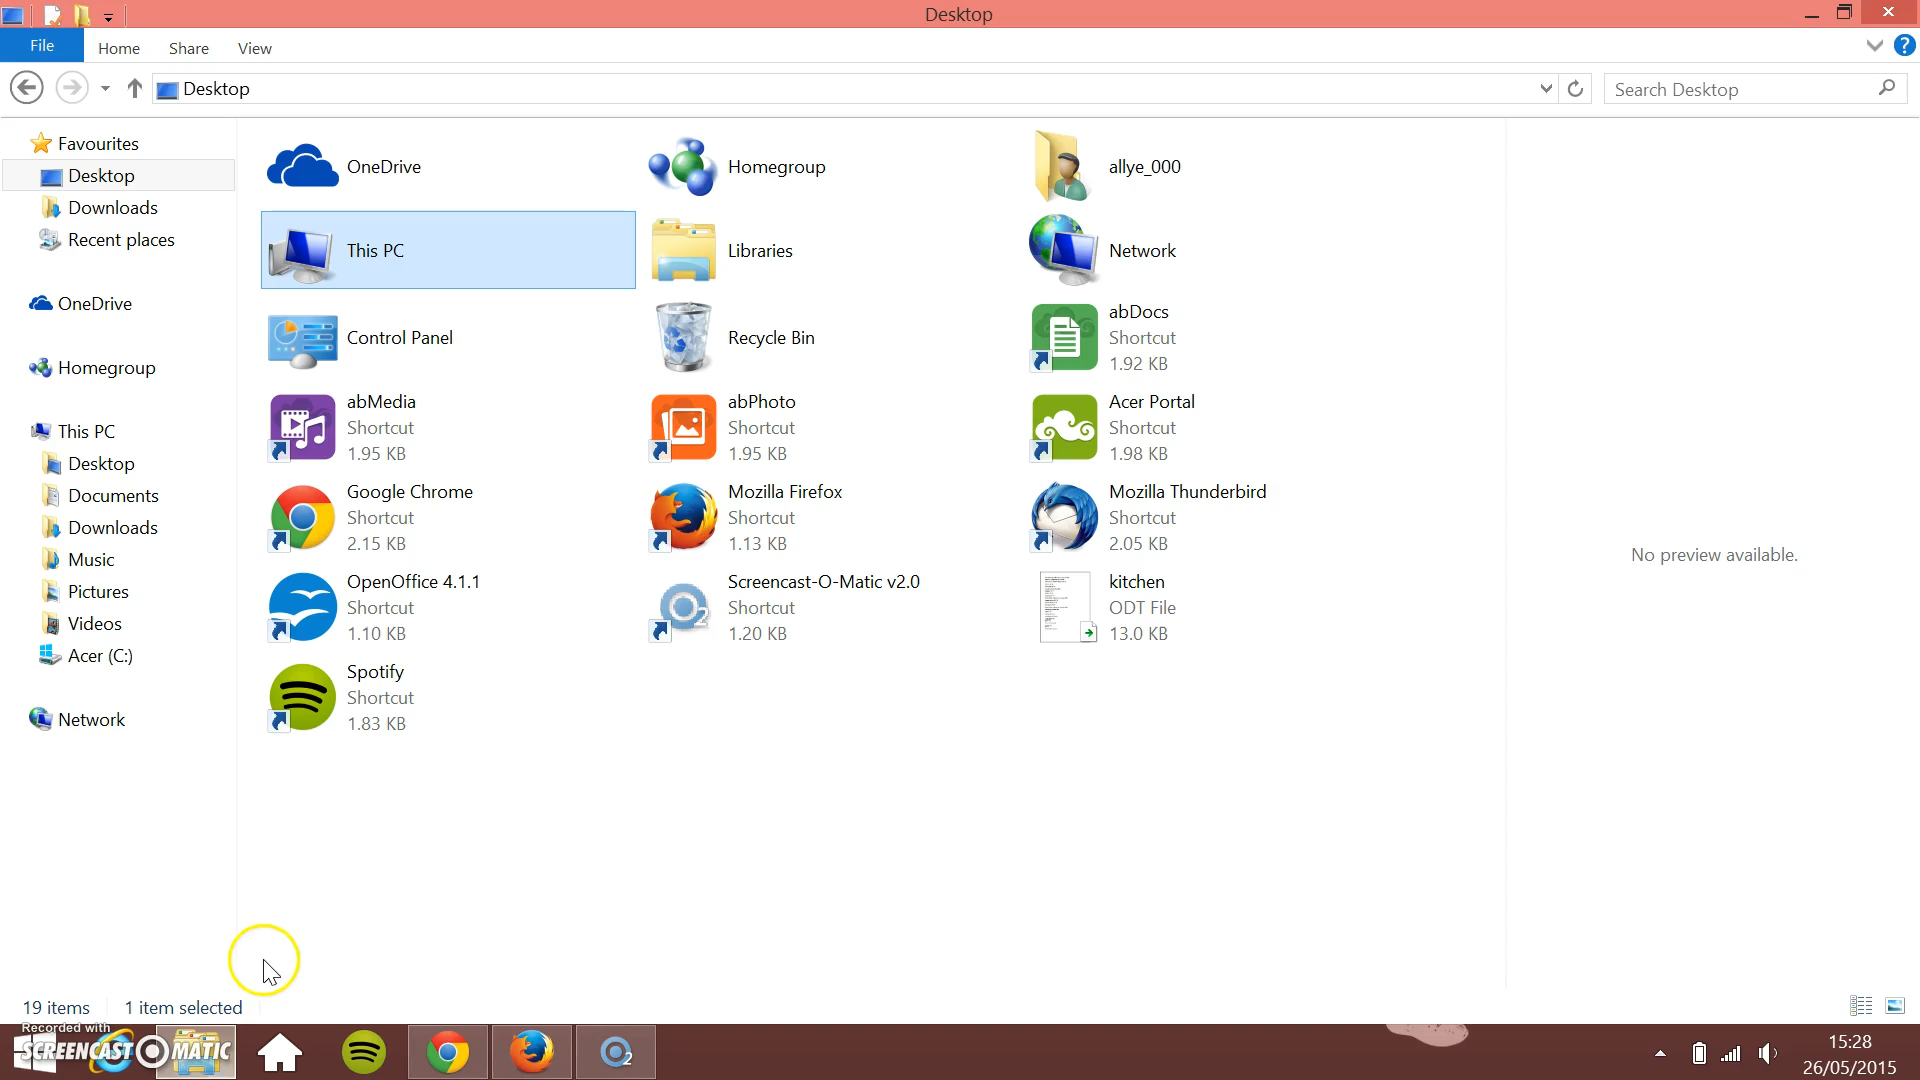 Desktop
File
Home
Share
View
Desktop
Search Desktop
Favourites
Desktop
Downloads
Recent places
OneDrive
Homegroup
This PC
Desktop
Documents
Downloads
Music
Pictures
Videos
Acer (C:)
Network
OneDrive
Homegroup
allye_000
This PC
Libraries
Network
Control Panel
Recycle Bin
abDocs
Shortcut
1.92 KB
abMedia
Shortcut
1.95 KB
abPhoto
Shortcut
1.95 KB
Acer Portal
Shortcut
1.98 KB
Google Chrome
Shortcut
2.15 KB
Mozilla Firefox
Shortcut
1.13 KB
Mozilla Thunderbird
Shortcut
2.05 KB
OpenOffice 4.1.1
Shortcut
1.10 KB
Screencast-O-Matic v2.0
Shortcut
1.20 KB
kitchen
ODT File
13.0 KB
Spotify
Shortcut
1.83 KB
No preview available.
19 items
1 item selected
Recorded with
SCREENCAST O MATIC
2
15:28
26/05/2015